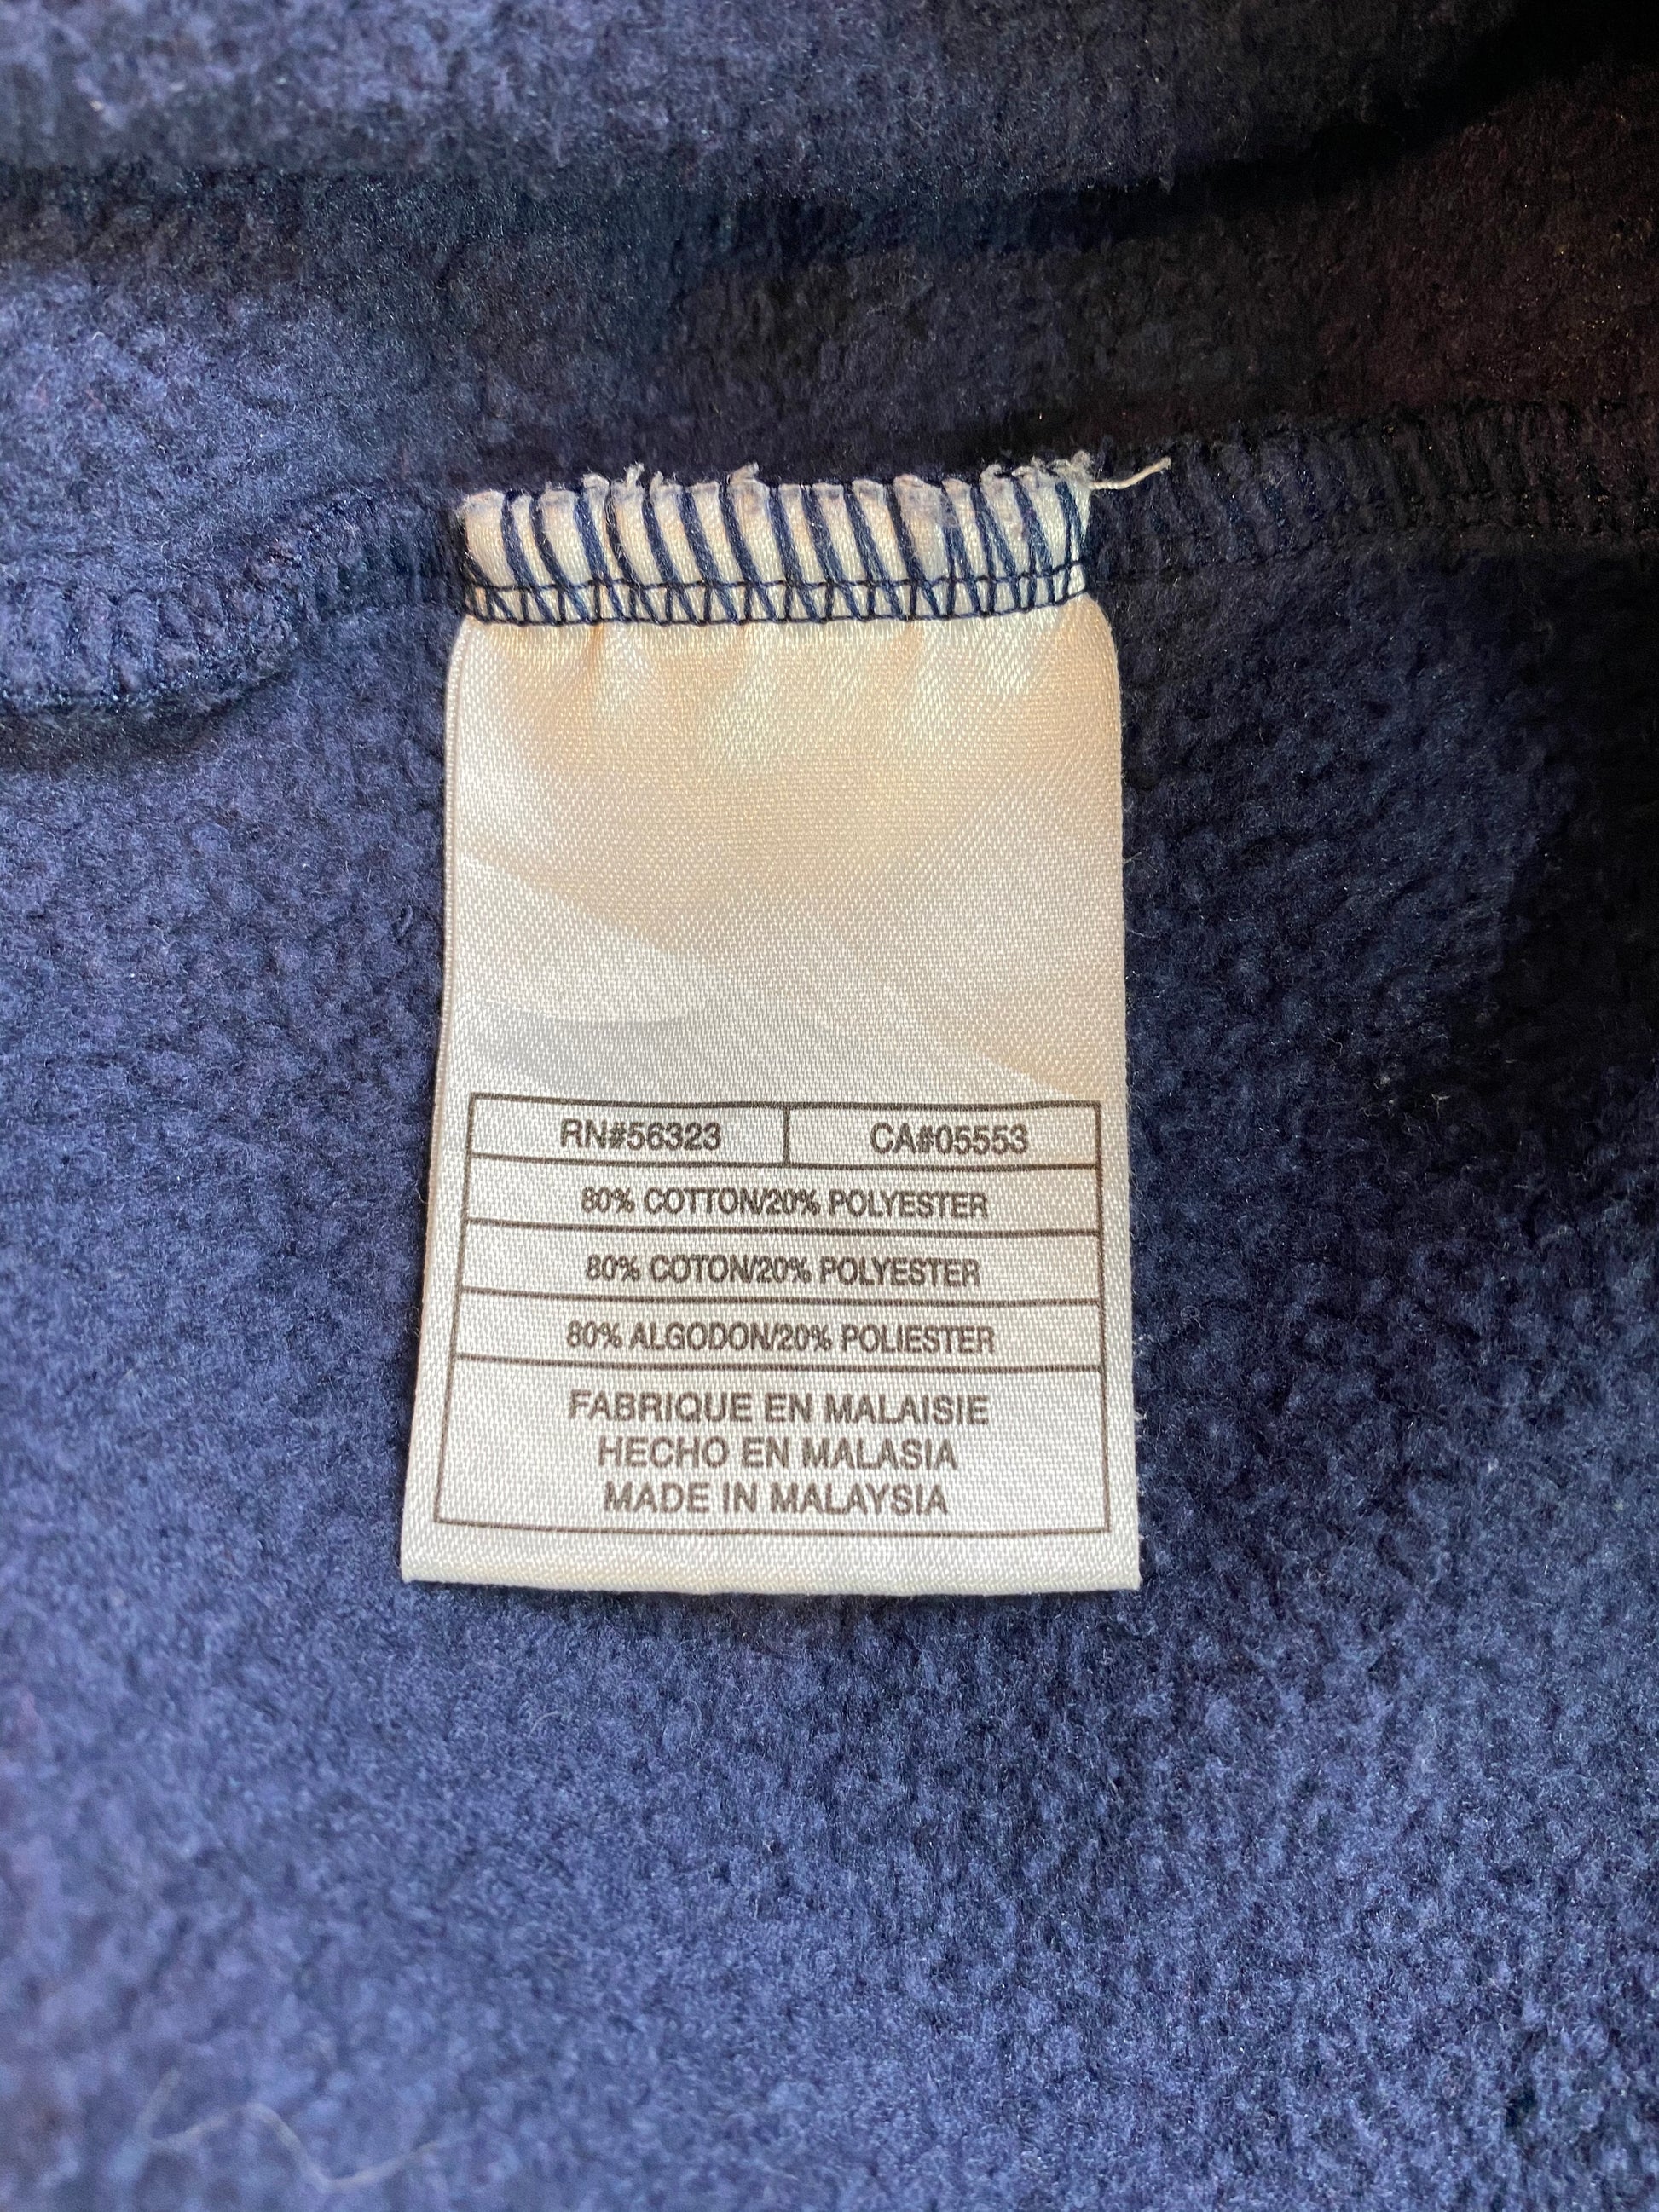 RN#56323 CA#05553
80% COTTON/20% POLYESTER
80% COTON/20% POLYESTER
80% ALGODON/20% POLIESTER
FABRIQUE EN MALAISIE
HECHO EN MALASIA
MADE IN MALAYSIA